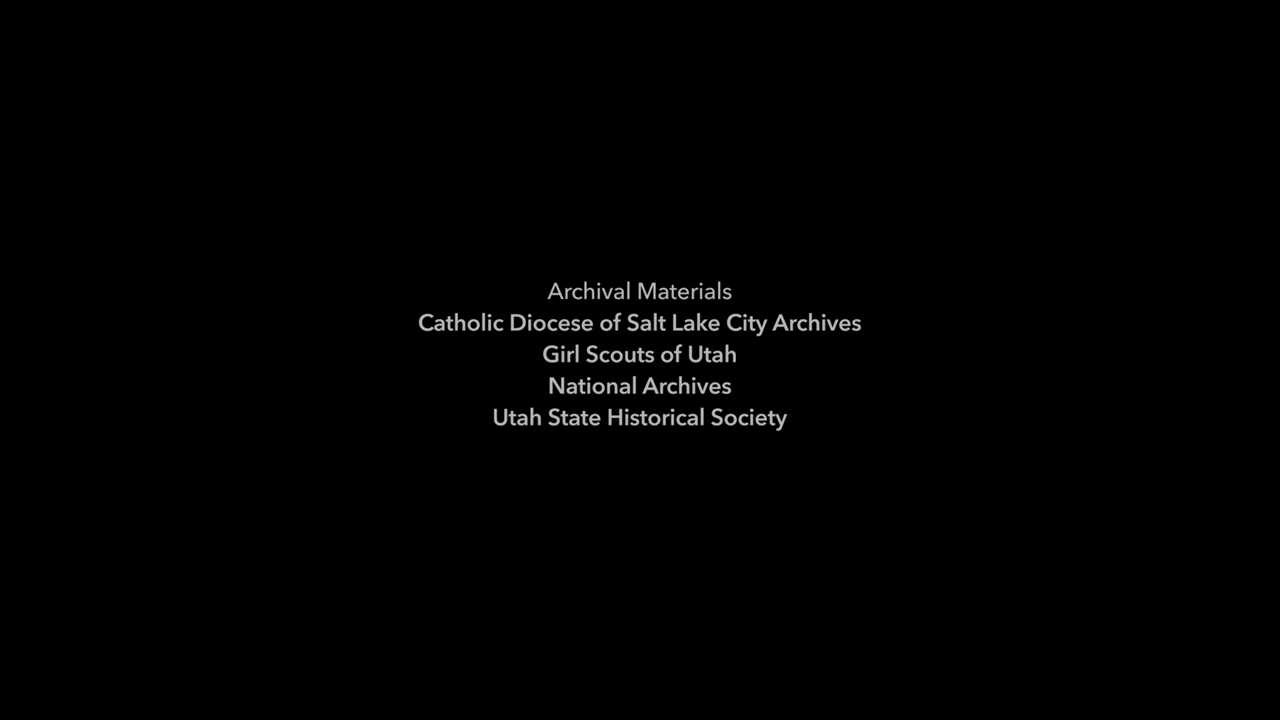 Archival Materials
Catholic Diocese of Salt Lake City Archives
Girl Scouts of Utah
National Archives
Utah State Historical Society